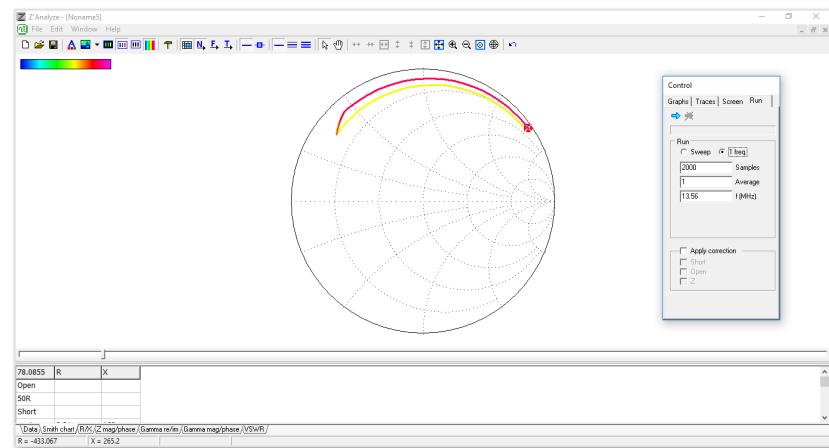 Z'Analyze - [Noname5]
File Edit Window Help
N. F. I.
Control
Graphs Traces Screen Run
Run
Sweep 1 freq.
2000 Samples
1 Average
13.56 f (MHz)
Apply correction
Short
Open
Z
78.0855 R X
Open
50R
Short
Data Smith chart R/X Z mag/phase Gamma re/im Gamma mag/phase VSWR
R = -433.067 X = 265.2